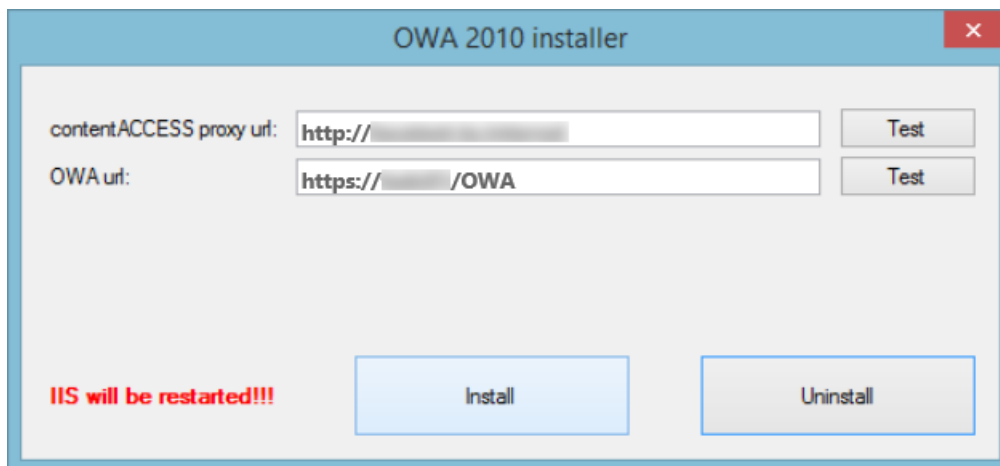 OWA 2010 installer
contentACCESS proxy url: http:// Test
OWA url: https:// /OWA Test
IIS will be restarted!!! Install Uninstall